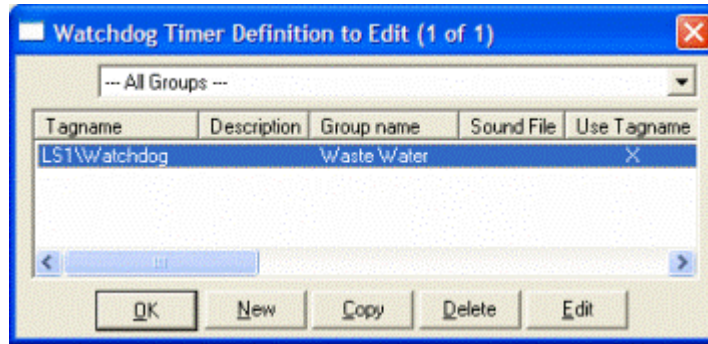 Watchdog Timer Definition to Edit (1 of 1)
--- All Groups ---
Tagname Description Group name Sound File Use Tagname
LS1\Watchdog Waste Water X
OK New Copy Delete Edit